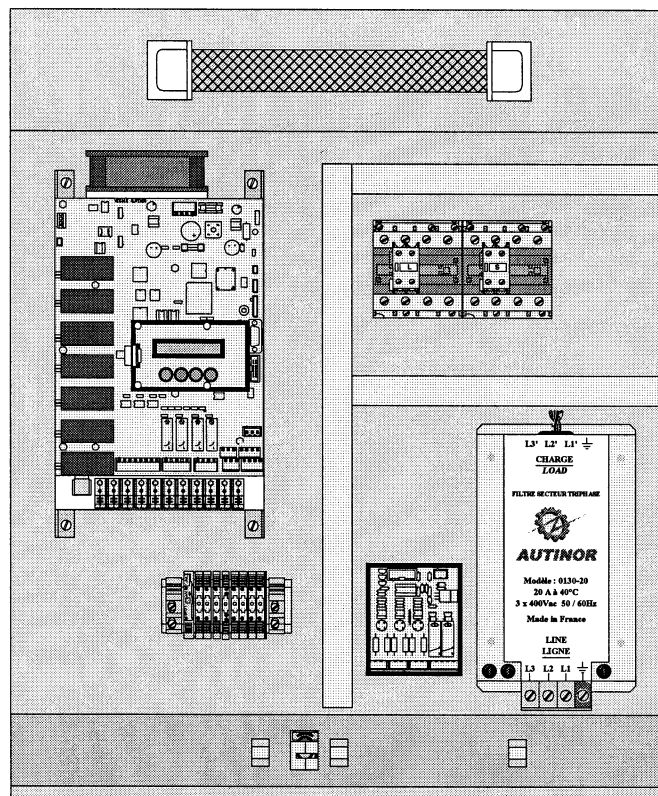 L
S
L3' L2' L1'
CHARGE
LOAD
FILTRE SECTEUR TRIPHASE
AUTINOR
Modèle : 0130-20
20 A à 40°C
3 x 400Vac 50 / 60Hz
Made in France
LINE
LIGNE
L3 L2 L1